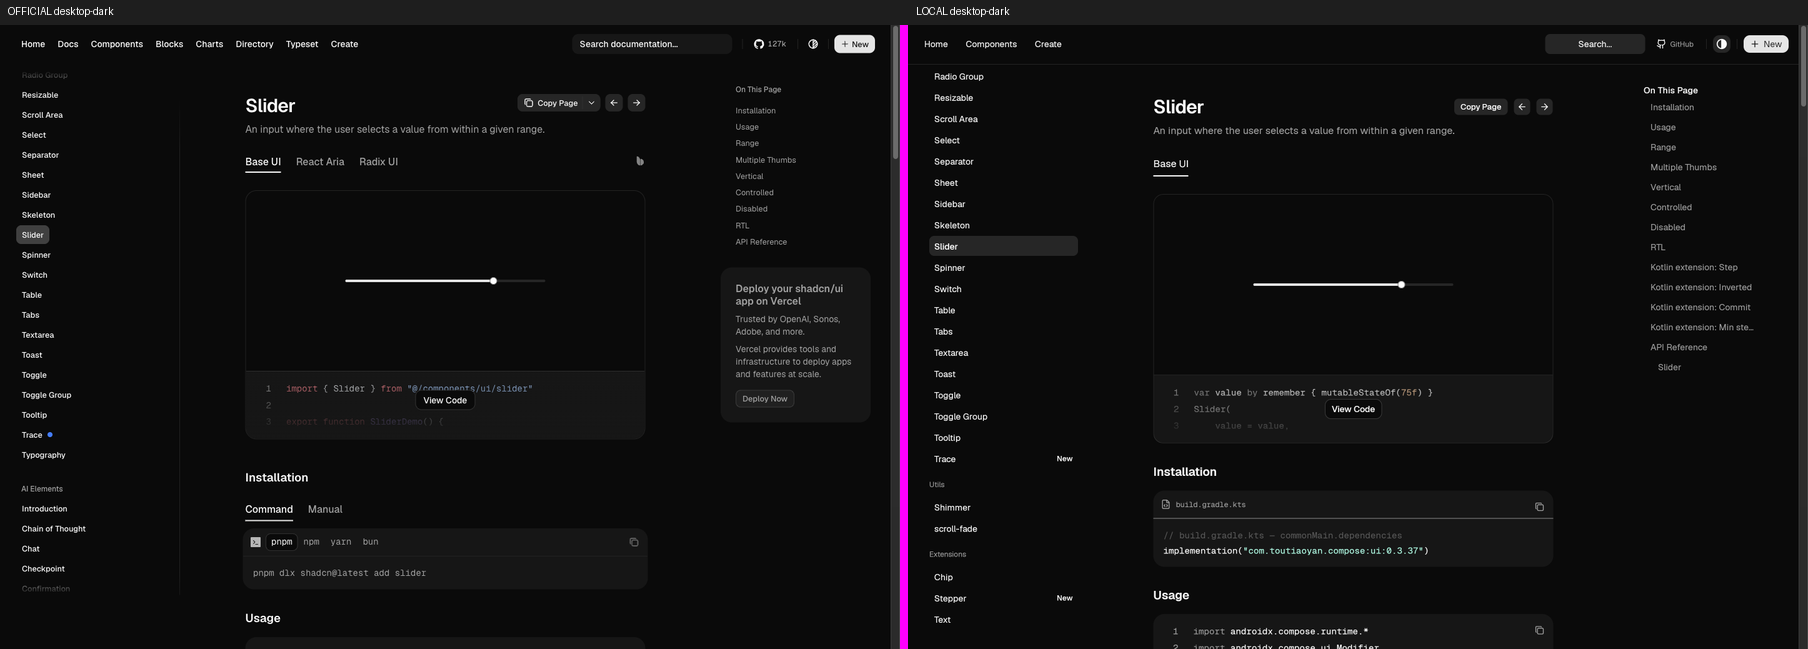 OFFICIAL desktop-dark
Home Docs Components Blocks Charts Directory Typeset Create
Search documentation...
127k
+ New
Radio Group
Resizable
Scroll Area
Select
Separator
Sheet
Sidebar
Skeleton
Slider
Spinner
Switch
Table
Tabs
Textarea
Toast
Toggle
Toggle Group
Tooltip
Trace
Typography
AI Elements
Introduction
Chain of Thought
Chat
Checkpoint
Confirmation
Slider
Copy Page
An input where the user selects a value from within a given range.
Base UI React Aria Radix UI
1 import { Slider } from "@/components/ui/slider"
2
View Code
3 export function SliderDemo() {
Installation
Command Manual
pnpm npm yarn bun
pnpm dlx shadcn@latest add slider
Usage
On This Page
Installation
Usage
Range
Multiple Thumbs
Vertical
Controlled
Disabled
RTL
API Reference
Deploy your shadcn/ui
app on Vercel
Trusted by OpenAI, Sonos,
Adobe, and more.
Vercel provides tools and
infrastructure to deploy apps
and features at scale.
Deploy Now
LOCAL desktop-dark
Home Components Create
Search...
GitHub
+ New
Radio Group
Resizable
Scroll Area
Select
Separator
Sheet
Sidebar
Skeleton
Slider
Spinner
Switch
Table
Tabs
Textarea
Toast
Toggle
Toggle Group
Tooltip
Trace New
Utils
Shimmer
scroll-fade
Extensions
Chip
Stepper New
Text
Slider
Copy Page
An input where the user selects a value from within a given range.
Base UI
1 var value by remember { mutableStateOf(75f) }
2 Slider(
View Code
3 value = value,
Installation
build.gradle.kts
// build.gradle.kts — commonMain.dependencies
implementation("com.toutiaoyan.compose:ui:0.3.37")
Usage
1 import androidx.compose.runtime.*
2 import androidx.compose.ui.Modifier
On This Page
Installation
Usage
Range
Multiple Thumbs
Vertical
Controlled
Disabled
RTL
Kotlin extension: Step
Kotlin extension: Inverted
Kotlin extension: Commit
Kotlin extension: Min ste...
API Reference
Slider